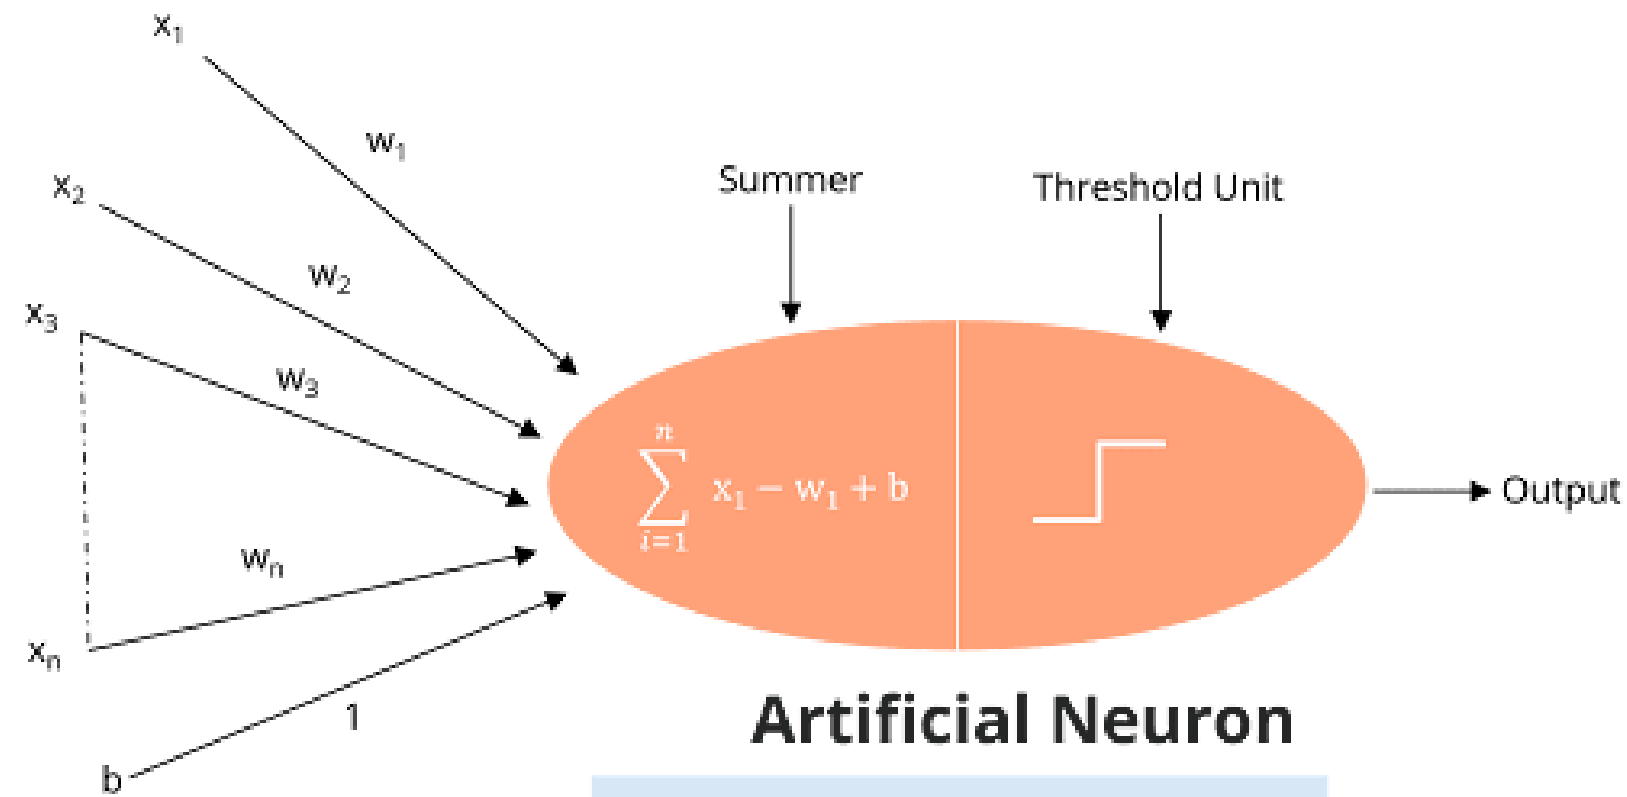 x₁
w₁
x₂
w₂
x₃
w₃
wₙ
xₙ
1
b
Summer
Threshold Unit
n
∑ x₁ − w₁ + b
i=1
Output
Artificial Neuron